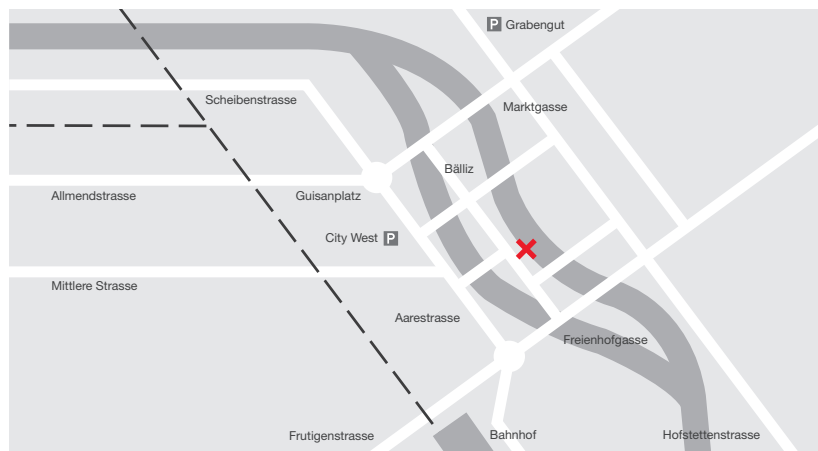 P Grabengut
Scheibenstrasse
Marktgasse
Bälliz
Allmendstrasse
Guisanplatz
City West P
Mittlere Strasse
Aarestrasse
Freienhofgasse
Frutigenstrasse
Bahnhof
Hofstettenstrasse